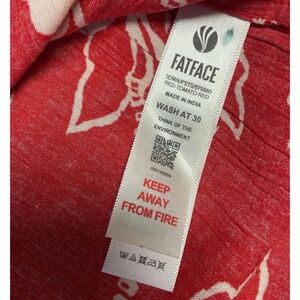 FATFACE
RED-TOMATO RED
MADE IN INDIA
WASH AT 30
THINK OF THE
ENVIRONMENT
KEEP
AWAY
FROM FIRE